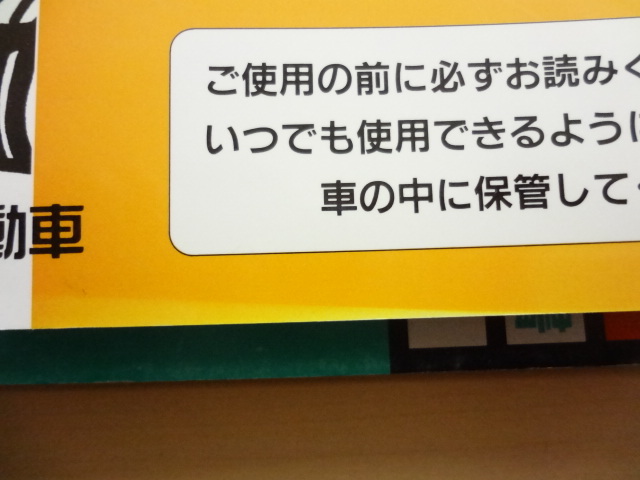 ご使用の前に必ずお読みく
いつでも使用できるように
車の中に保管して
動車